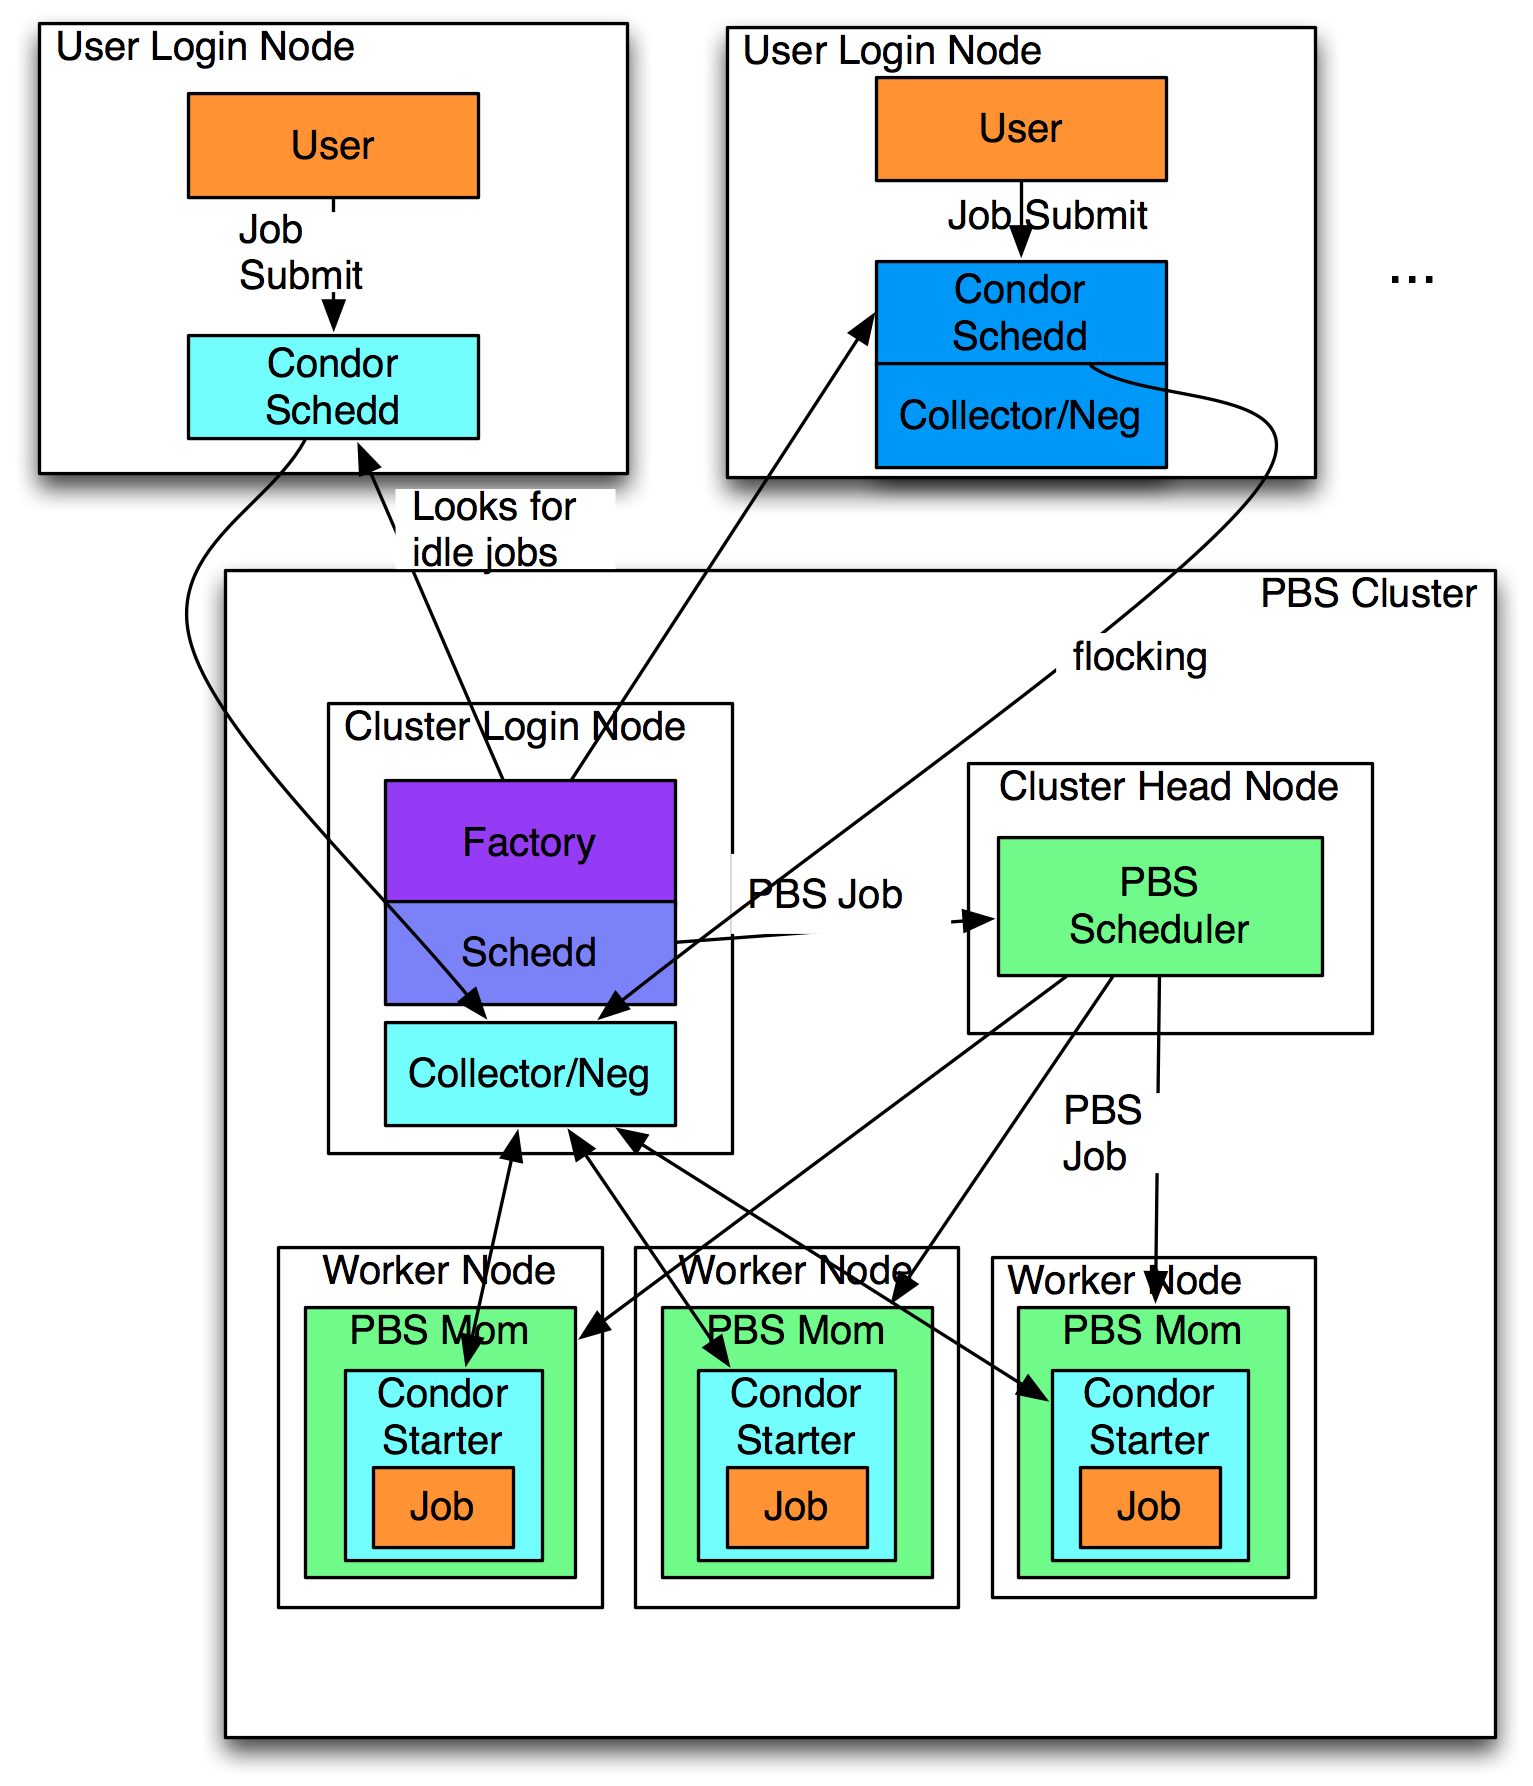 User Login Node
User
Job
Submit
Condor
Schedd
User Login Node
User
Job Submit
Condor
Schedd
Collector/Neg
...
Looks for
idle jobs
PBS Cluster
flocking
Cluster Login Node
Factory
Schedd
Collector/Neg
PBS Job
Cluster Head Node
PBS
Scheduler
PBS
Job
Worker Node
PBS Mom
Condor
Starter
Job
Worker Node
PBS Mom
Condor
Starter
Job
Worker Node
PBS Mom
Condor
Starter
Job